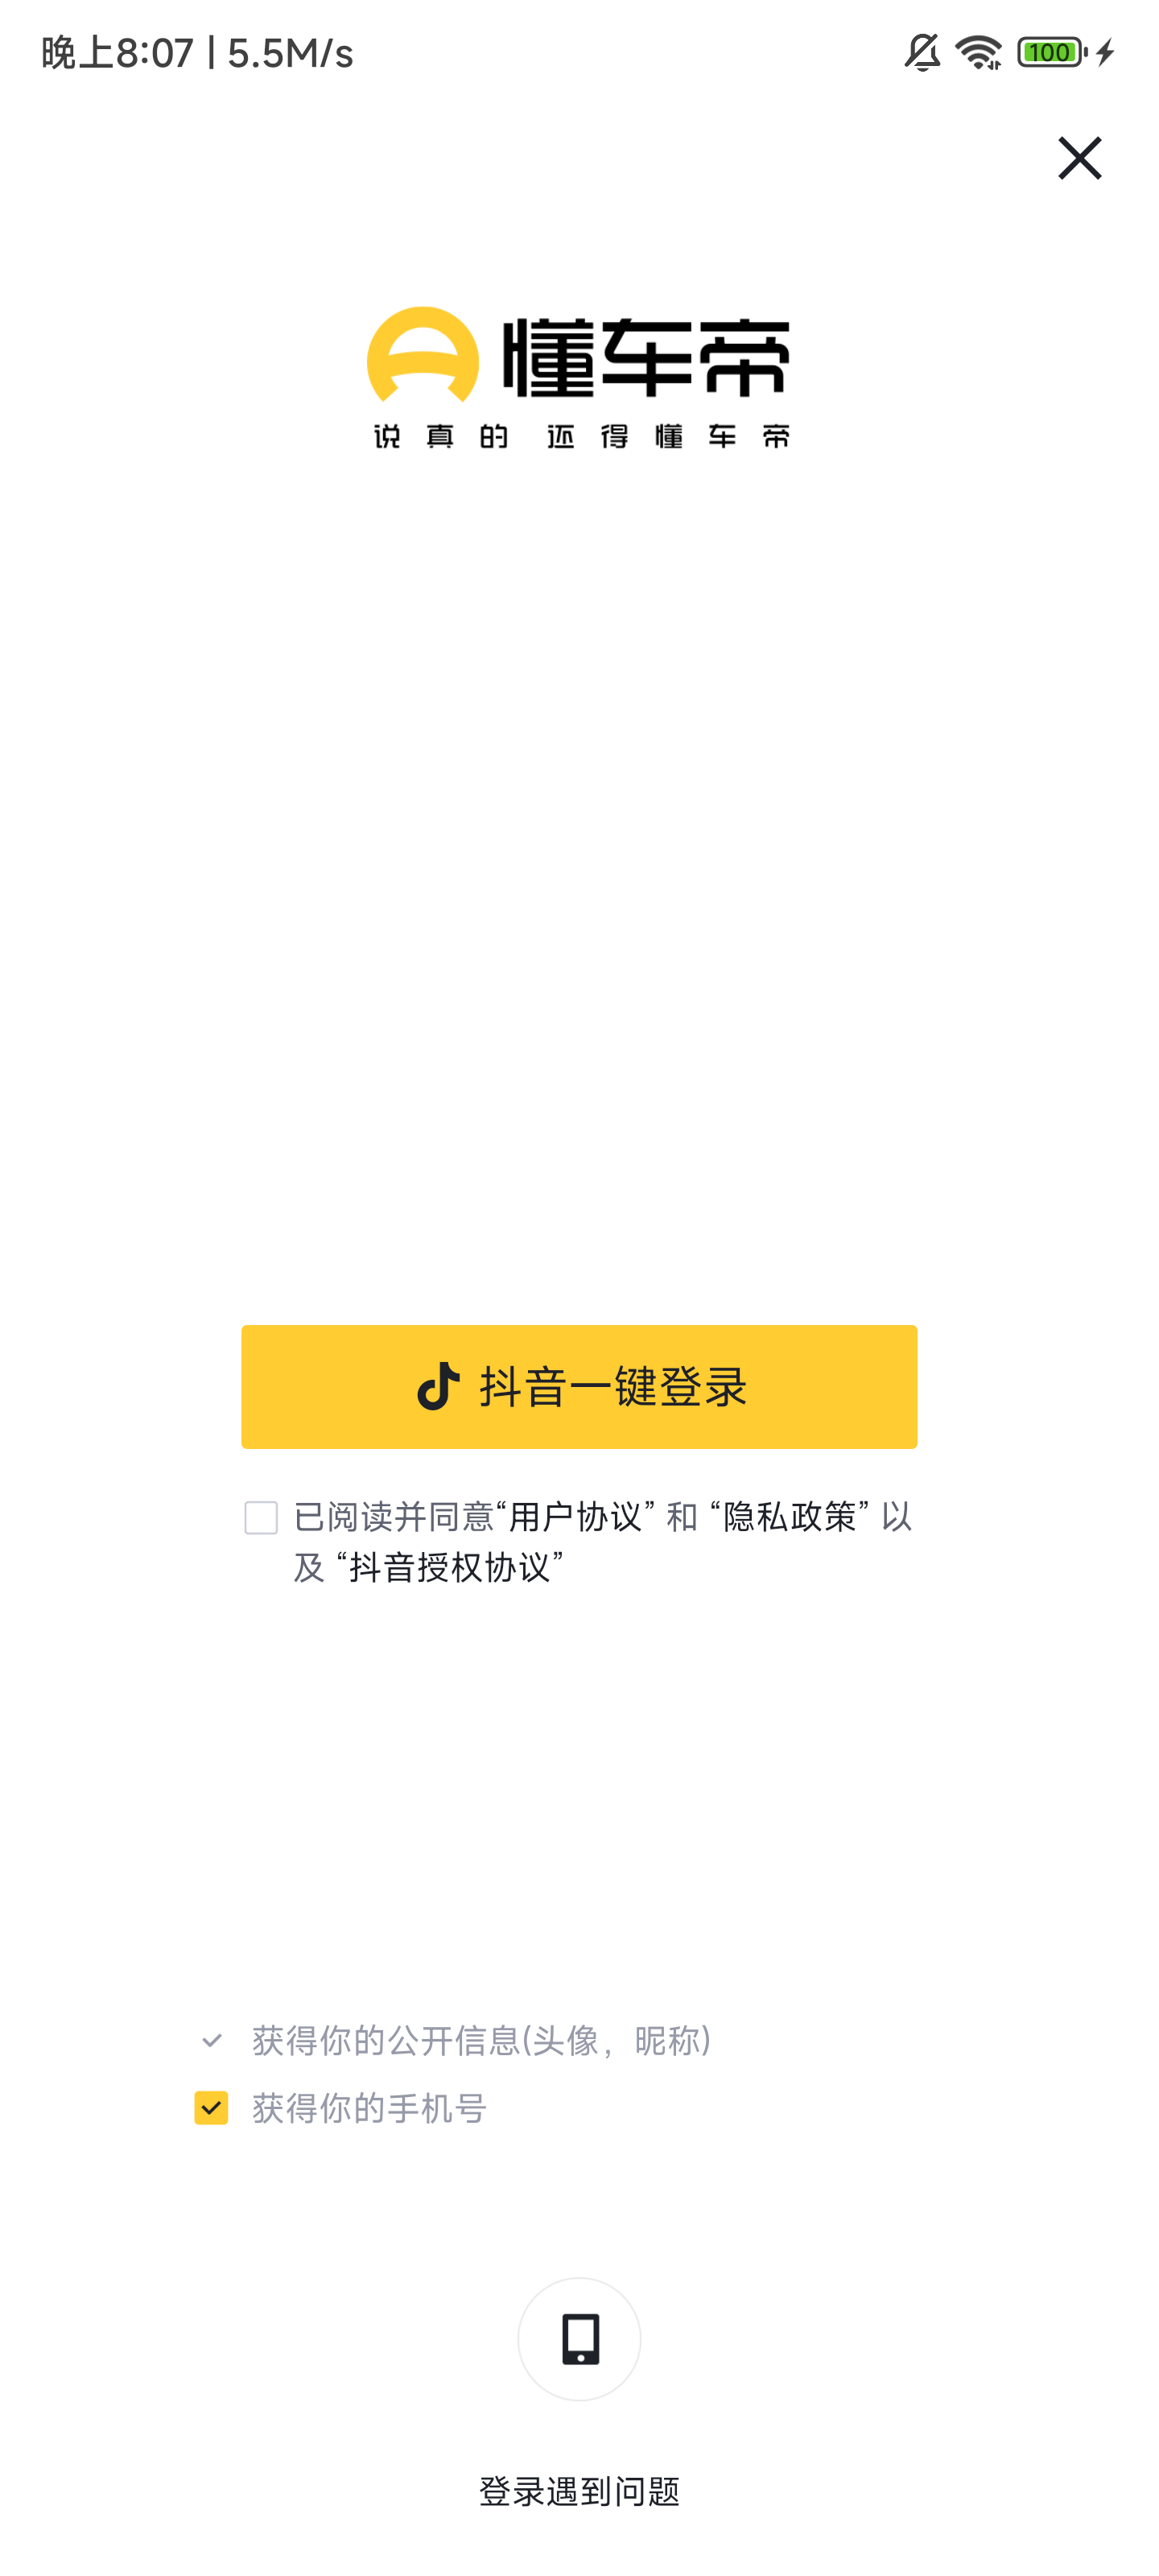 晚上8:07 | 5.5M/s
100
懂车帝
说真的 还得懂车帝
抖音一键登录
已阅读并同意“用户协议” 和 “隐私政策” 以
及 “抖音授权协议”
获得你的公开信息(头像，昵称)
获得你的手机号
登录遇到问题